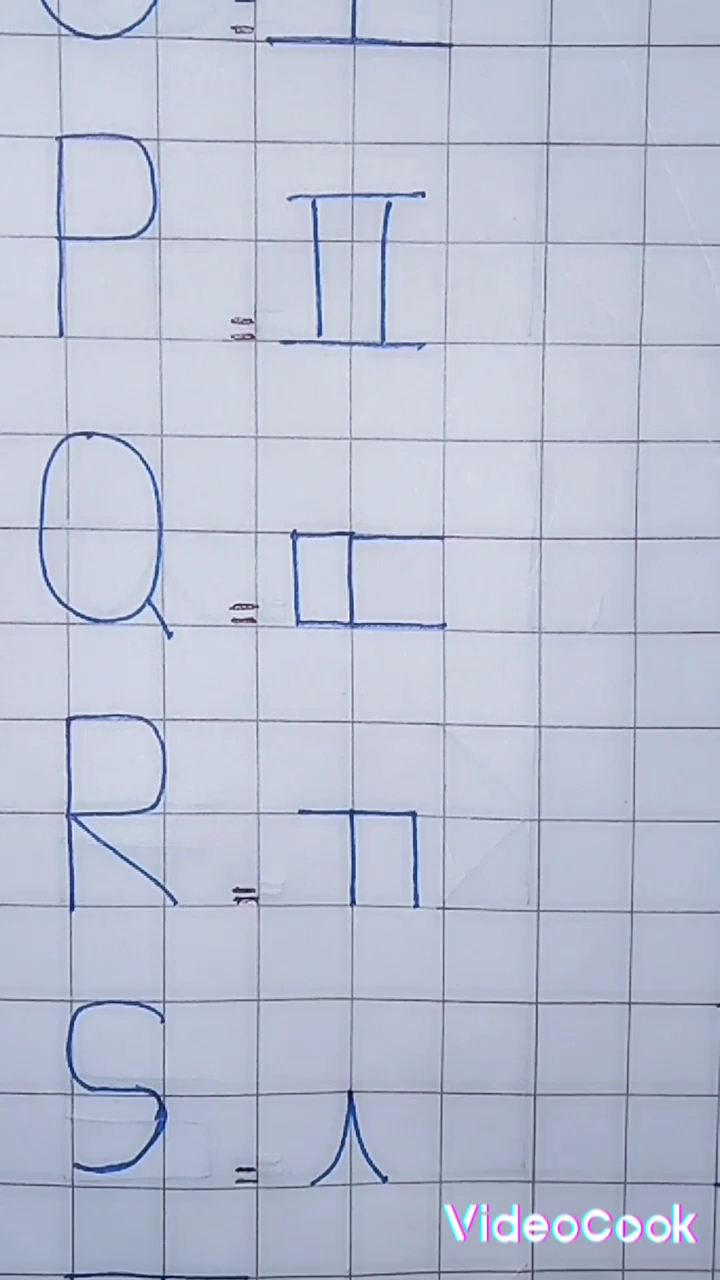 P = ㅍ
Q =
R =
S = ㅅ
VideoCook